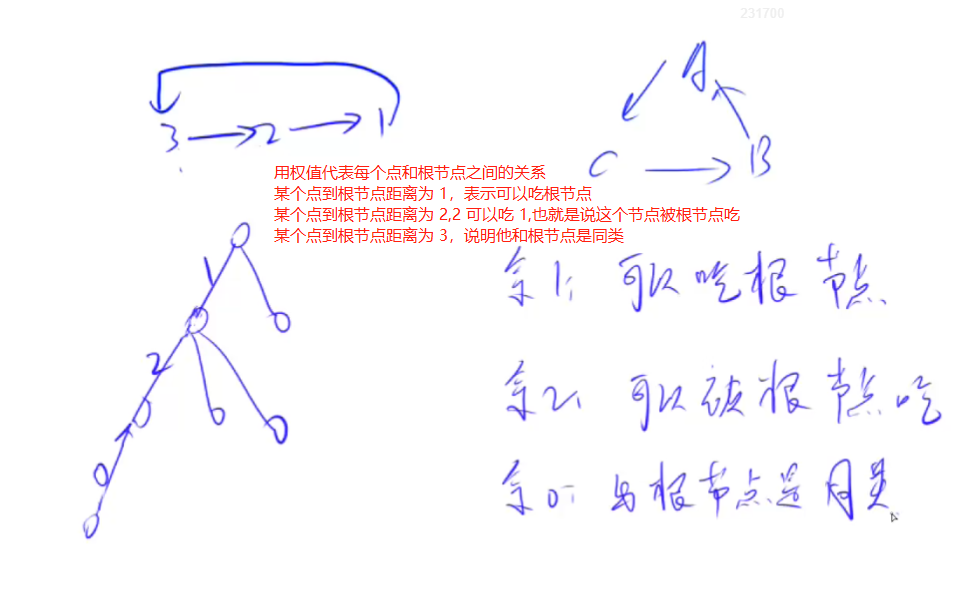 231700
3 → 2 → 1
A
C → B
用权值代表每个点和根节点之间的关系
某个点到根节点距离为 1，表示可以吃根节点
某个点到根节点距离为 2,2 可以吃 1,也就是说这个节点被根节点吃
某个点到根节点距离为 3，说明他和根节点是同类
1
余1: 可以吃根节点.
2
余2: 可以被根节点吃
0
余0: 与根节点是同类.